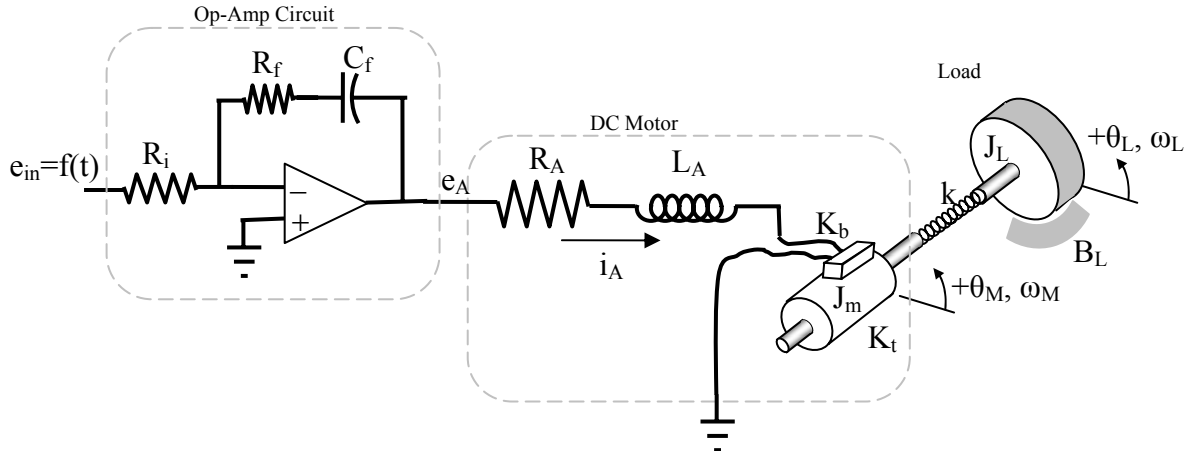 Op-Amp Circuit
R_f
C_f
Load
DC Motor
e_in=f(t)
R_i
−
+
e_A
R_A
L_A
i_A
K_b
J_m
K_t
k
J_L
B_L
+θ_L, ω_L
+θ_M, ω_M